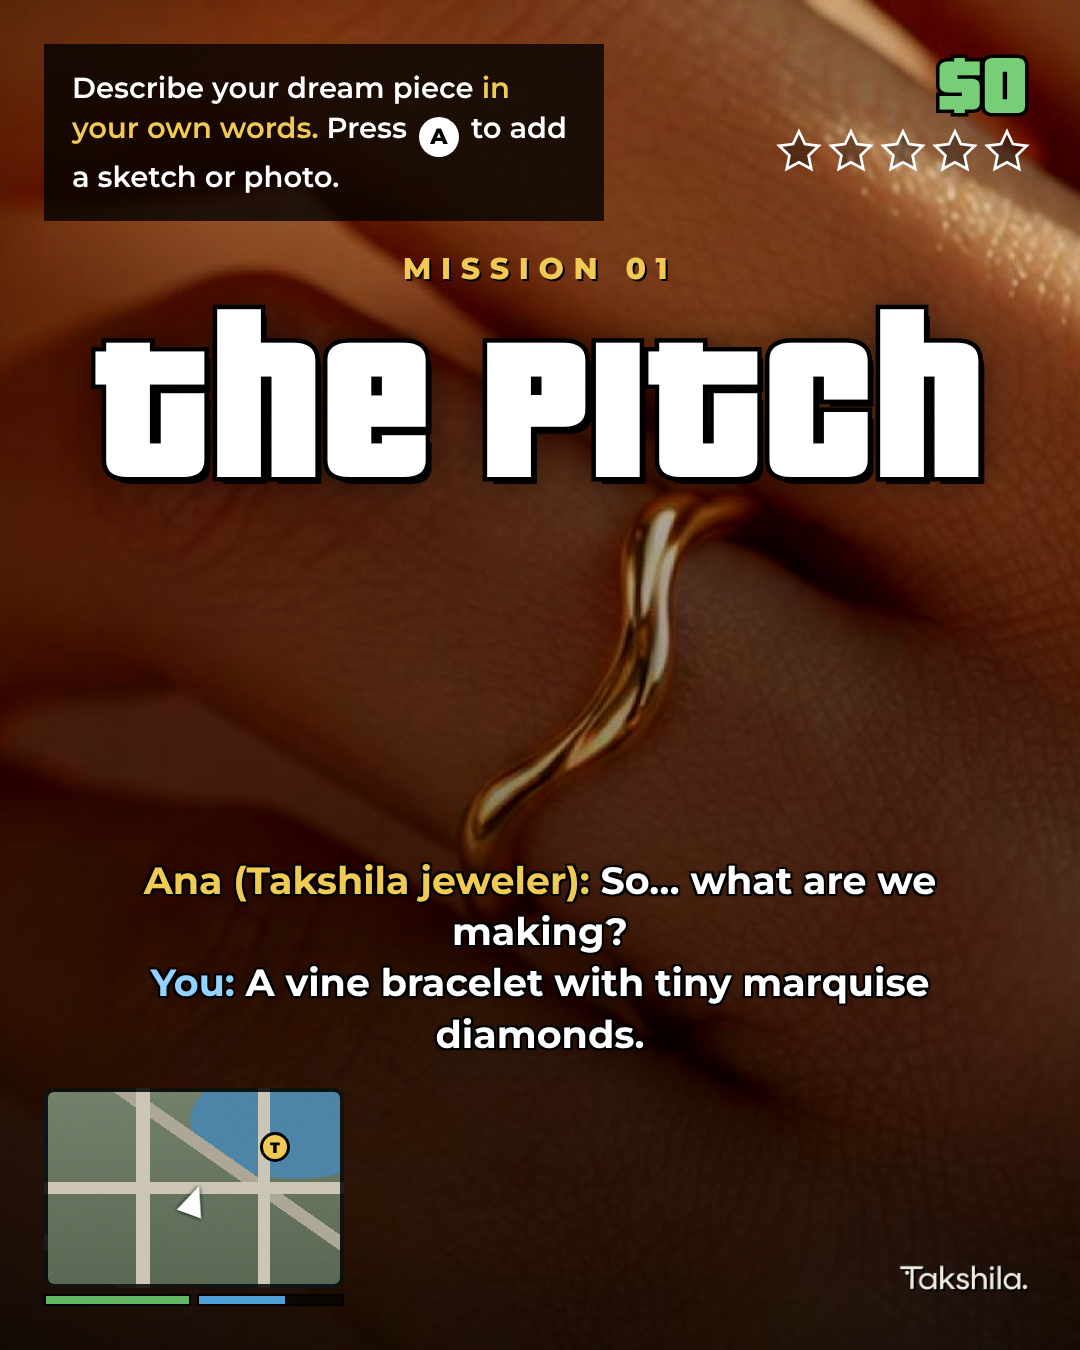 Describe your dream piece in
your own words. Press A to add
a sketch or photo.
$0
MISSION 01
the Pitch
Ana (Takshila jeweler): So... what are we
making?
You: A vine bracelet with tiny marquise
diamonds.
T
Takshila.